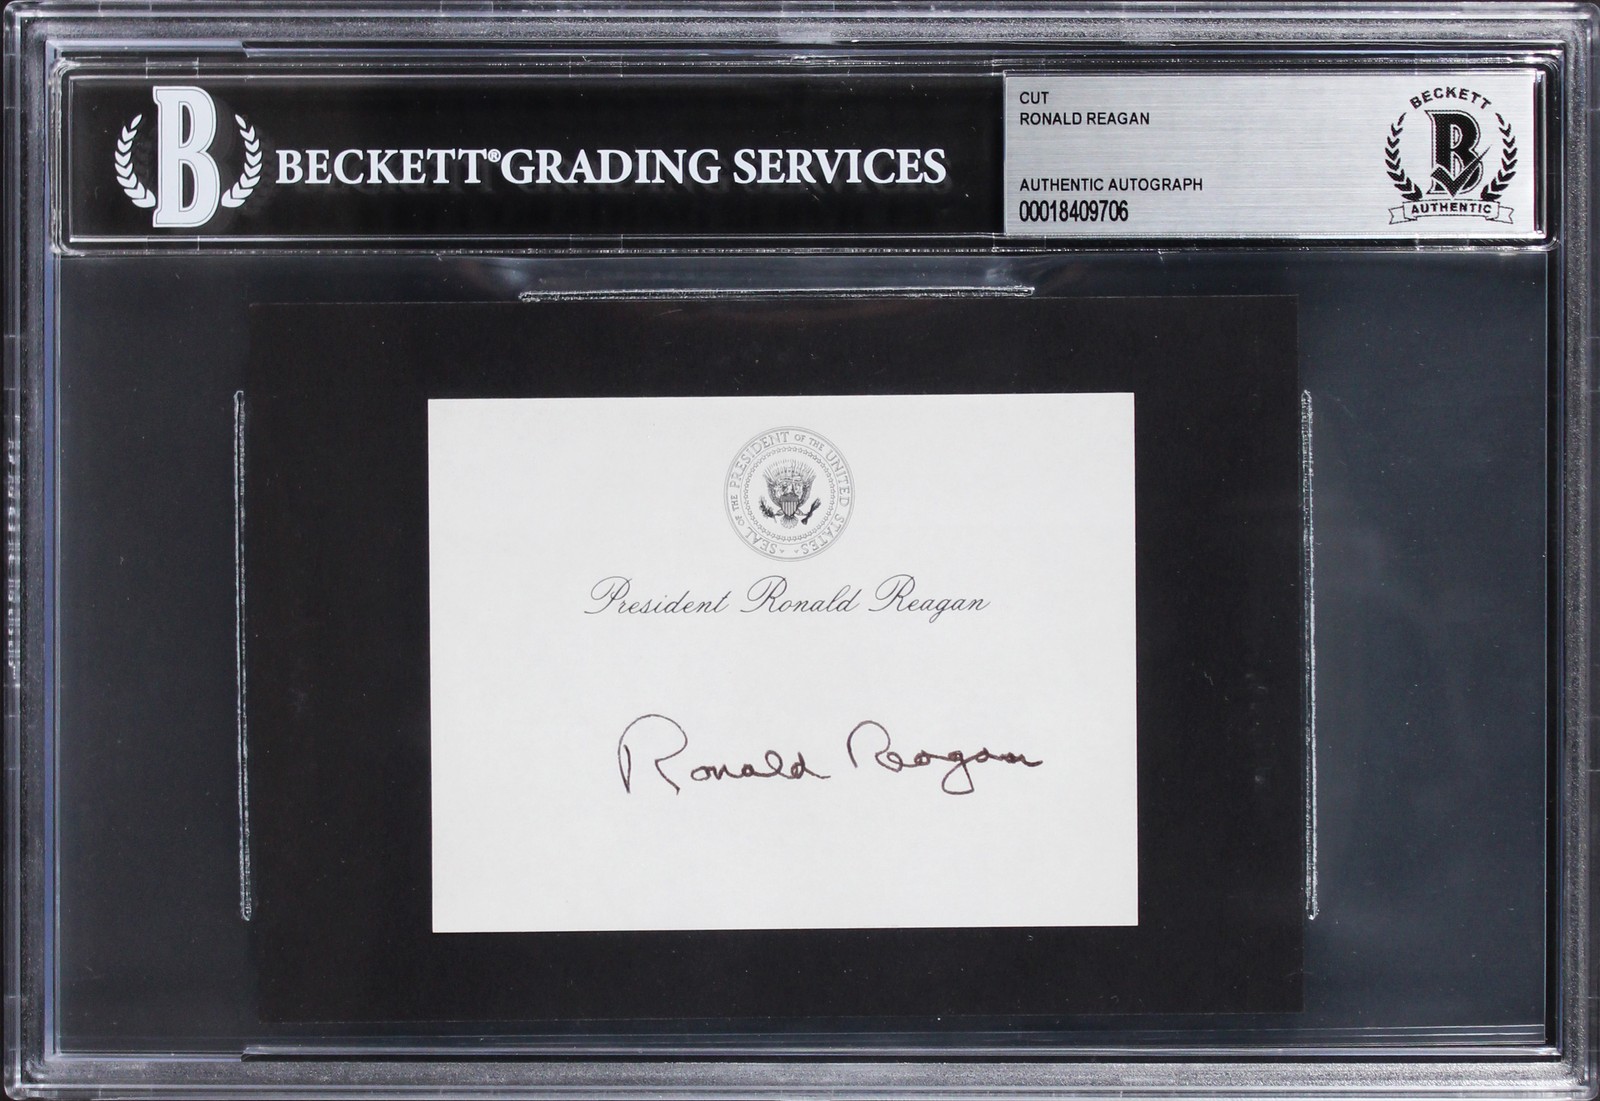 B BECKETT® GRADING SERVICES
CUT
RONALD REAGAN
AUTHENTIC AUTOGRAPH
00018409706
BECKETT
B
AUTHENTIC
SEAL OF THE PRESIDENT OF THE UNITED STATES
President Ronald Reagan
Ronald Reagan